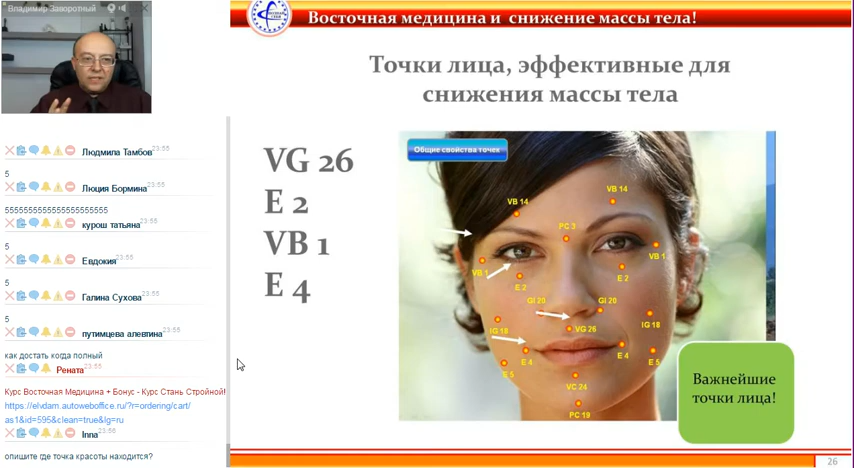 Владимир Заворотный
Людмила Тамбов 23:55
5
Люция Бормина 23:55
5555555555555555555555555
курош татьяна 23:55
5
Евдокия 23:55
5
Галина Сухова 23:55
5
путимцева алевтина 23:55
как достать когда полный
Рената 23:55
Курс Восточная Медицина + Бонус - Курс Стань Стройной!
https://elvdam.autoweboffice.ru/?r=ordering/cart/
as1&id=595&clean=true&lg=ru
Inna 23:56
опишите где точка красоты находится?
Восточная медицина и снижение массы тела!
Точки лица, эффективные для
снижения массы тела
VG 26
E 2
VB 1
E 4
Общие свойства точек
VB 14
VB 14
PC 3
VB 1
VB 1
E 2
E 2
GI 20
GI 20
IG 18
VG 26
IG 18
E 4
E 4
E 5
E 5
VC 24
PC 19
Важнейшие
точки лица!
26